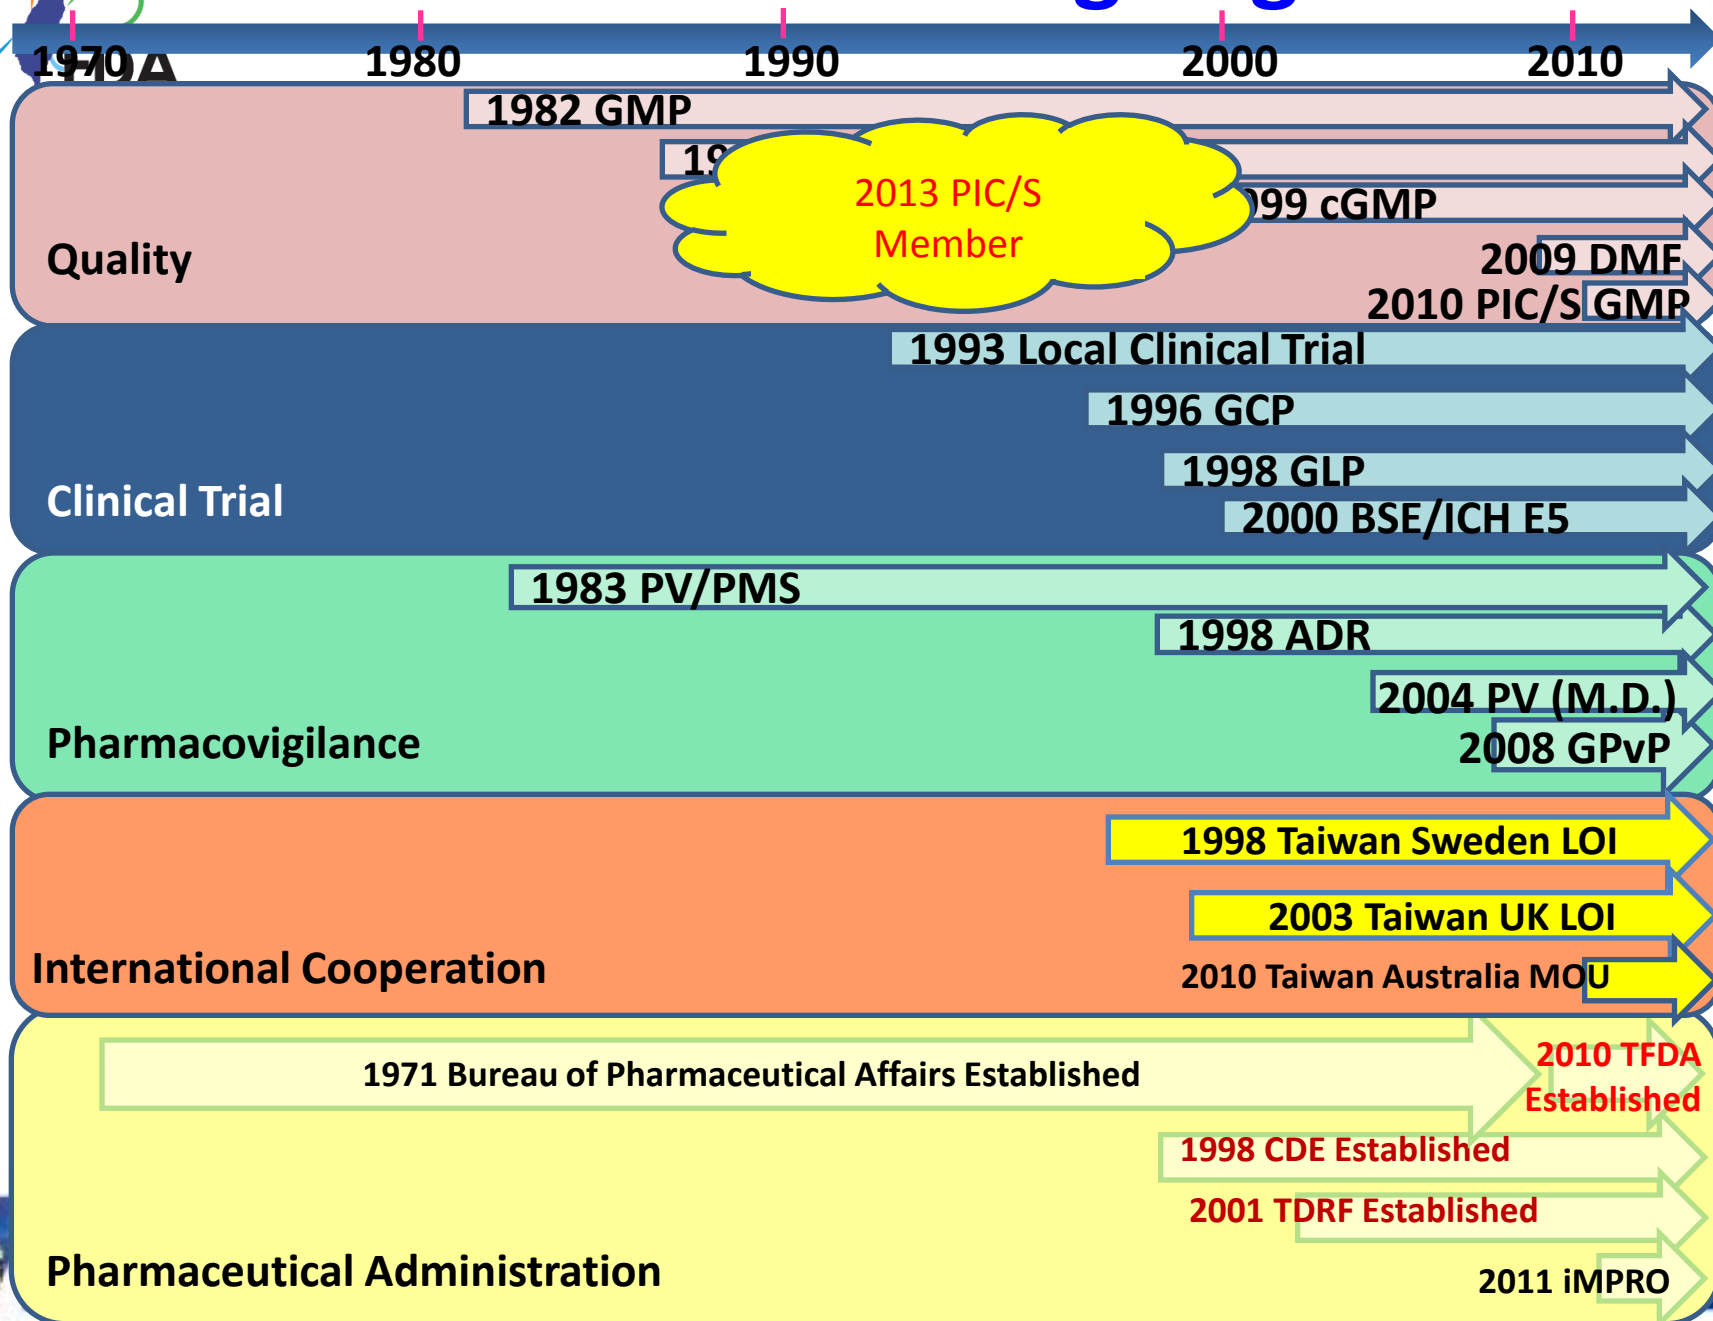 1970
1980
1990
2000
2010
1982 GMP
2013 PIC/S
Member
cGMP
Quality
2009 DMF
2010 PIC/S GMP
1993 Local Clinical Trial
1996 GCP
1998 GLP
Clinical Trial
2000 BSE/ICH E5
1983 PV/PMS
1998 ADR
2004 PV (M.D.)
Pharmacovigilance
2008 GPvP
1998 Taiwan Sweden LOI
2003 Taiwan UK LOI
International Cooperation
2010 Taiwan Australia MOU
1971 Bureau of Pharmaceutical Affairs Established
2010 TFDA
Established
1998 CDE Established
2001 TDRF Established
Pharmaceutical Administration
2011 iMPRO